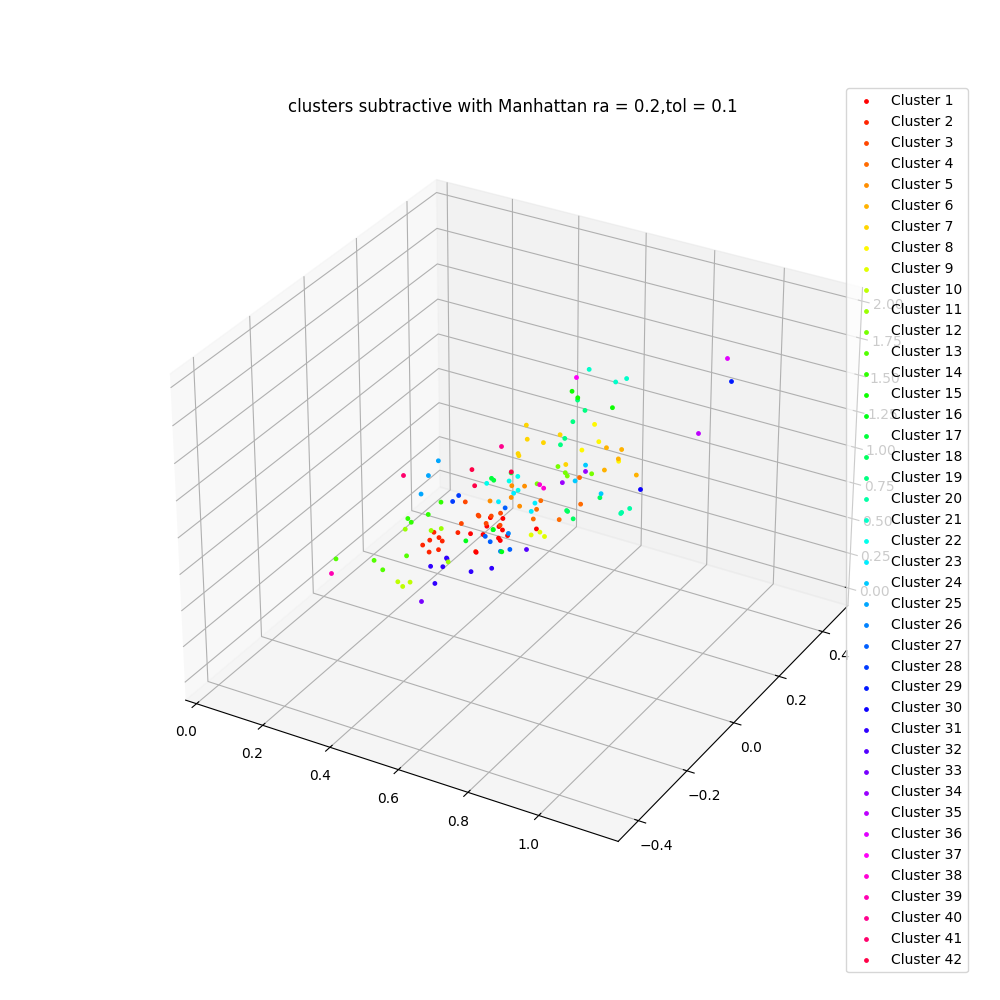 clusters subtractive with Manhattan ra = 0.2,tol = 0.1
Cluster 1
Cluster 2
Cluster 3
Cluster 4
Cluster 5
Cluster 6
Cluster 7
Cluster 8
Cluster 9
Cluster 10
Cluster 11
Cluster 12
Cluster 13
Cluster 14
Cluster 15
Cluster 16
Cluster 17
Cluster 18
Cluster 19
Cluster 20
Cluster 21
Cluster 22
Cluster 23
Cluster 24
Cluster 25
Cluster 26
Cluster 27
Cluster 28
Cluster 29
Cluster 30
Cluster 31
Cluster 32
Cluster 33
Cluster 34
Cluster 35
Cluster 36
Cluster 37
Cluster 38
Cluster 39
Cluster 40
Cluster 41
Cluster 42
2.00
1.75
1.50
1.25
1.00
0.75
0.50
0.25
0.00
0.4
0.2
0.0
−0.2
−0.4
0.0
0.2
0.4
0.6
0.8
1.0